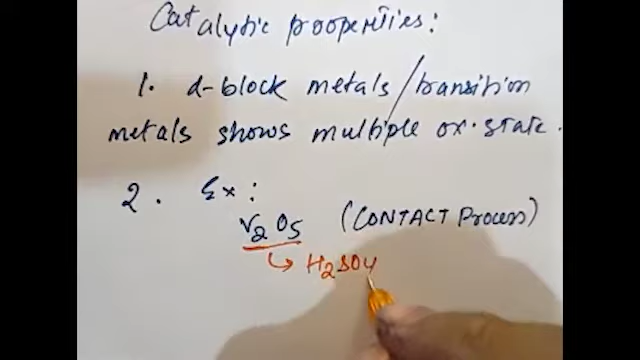 Catalytic properties:
1. d-block metals/transition
metals shows multiple ox. state.
2. Ex:
V2O5 (CONTACT Process)
↳ H2SO4